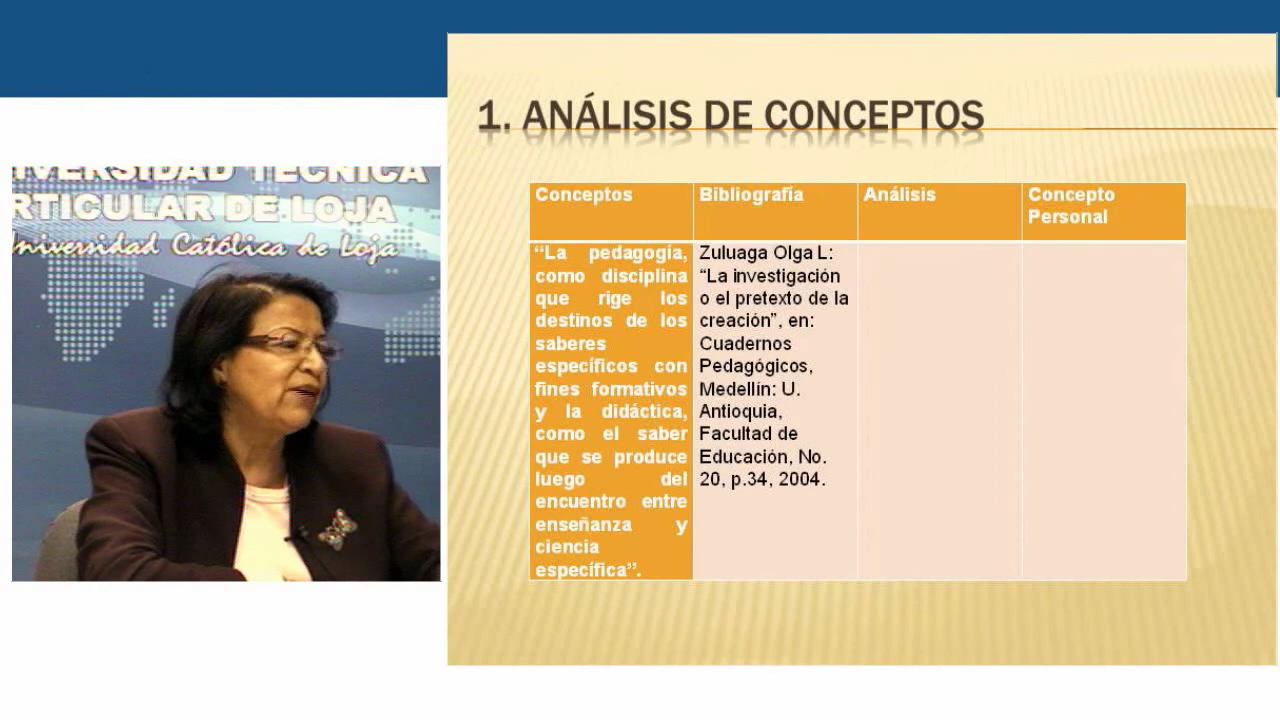 1. ANÁLISIS DE CONCEPTOS
TECNICA
DE LOJA
Católica de Loja
Conceptos
Bibliografía
Análisis
Concepto
Personal
“La pedagogía,
como disciplina
que rige los
destinos de los
saberes
específicos con
fines formativos
y la didáctica,
como el saber
que se produce
luego del
encuentro entre
enseñanza y
ciencia
específica”.
Zuluaga Olga L:
“La investigación
o el pretexto de la
creación”, en:
Cuadernos
Pedagógicos,
Medellín: U.
Antioquia,
Facultad de
Educación, No.
20, p.34, 2004.